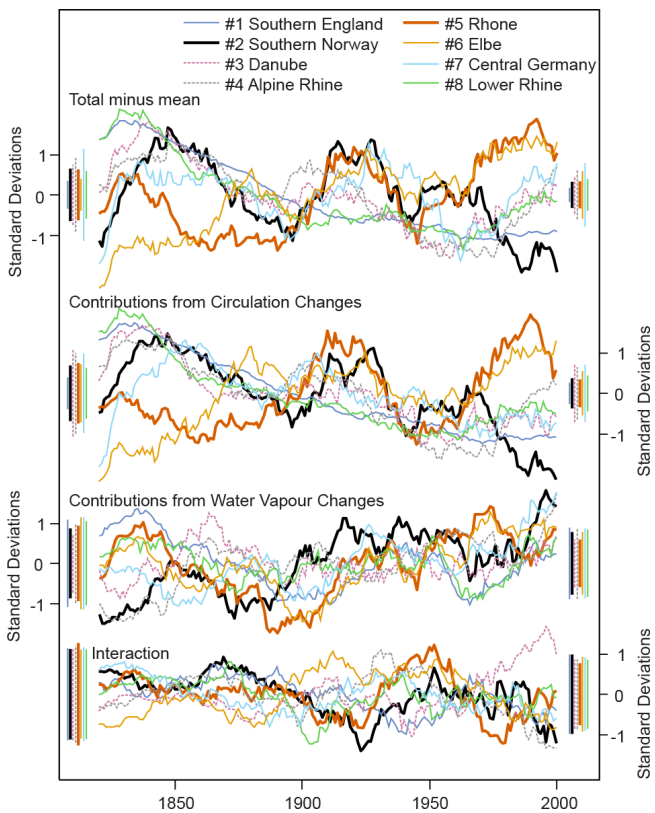 #1 Southern England #5 Rhone
#2 Southern Norway #6 Elbe
#3 Danube #7 Central Germany
#4 Alpine Rhine #8 Lower Rhine
Total minus mean
Standard Deviations
1
0
-1
Contributions from Circulation Changes
1
0
-1
Standard Deviations
Contributions from Water Vapour Changes
Standard Deviations
1
0
-1
Interaction
1
0
-1
Standard Deviations
1850 1900 1950 2000